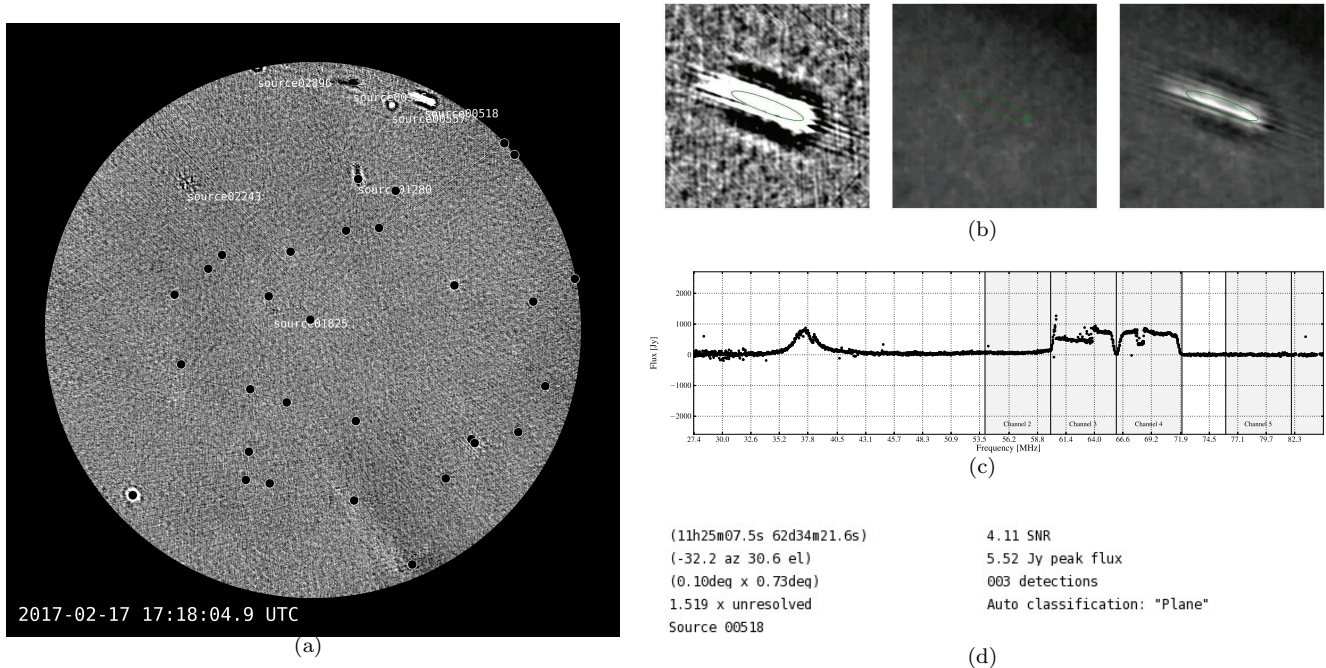 source02896
source00518
source00557
source01280
source02243
source01825
2017-02-17 17:18:04.9 UTC
(a)
(b)
Flux [Jy]
2000
1000
0
−1000
−2000
Channel 2
Channel 3
Channel 4
Channel 5
27.4 30.0 32.6 35.2 37.8 40.5 43.1 45.7 48.3 50.9 53.5 56.2 58.8 61.4 64.0 66.6 69.2 71.9 74.5 77.1 79.7 82.3
Frequency [MHz]
(c)
(11h25m07.5s 62d34m21.6s)
(-32.2 az 30.6 el)
(0.10deg x 0.73deg)
1.519 x unresolved
Source 00518
4.11 SNR
5.52 Jy peak flux
003 detections
Auto classification: "Plane"
(d)